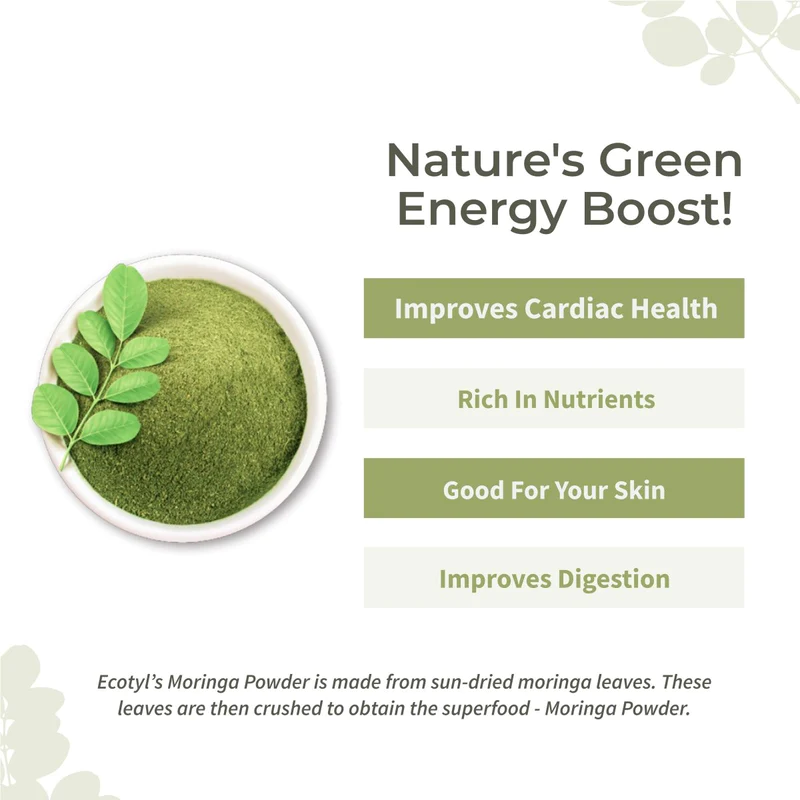 Nature's Green
Energy Boost!
Improves Cardiac Health
Rich In Nutrients
Good For Your Skin
Improves Digestion
Ecotyl’s Moringa Powder is made from sun-dried moringa leaves. These
leaves are then crushed to obtain the superfood - Moringa Powder.